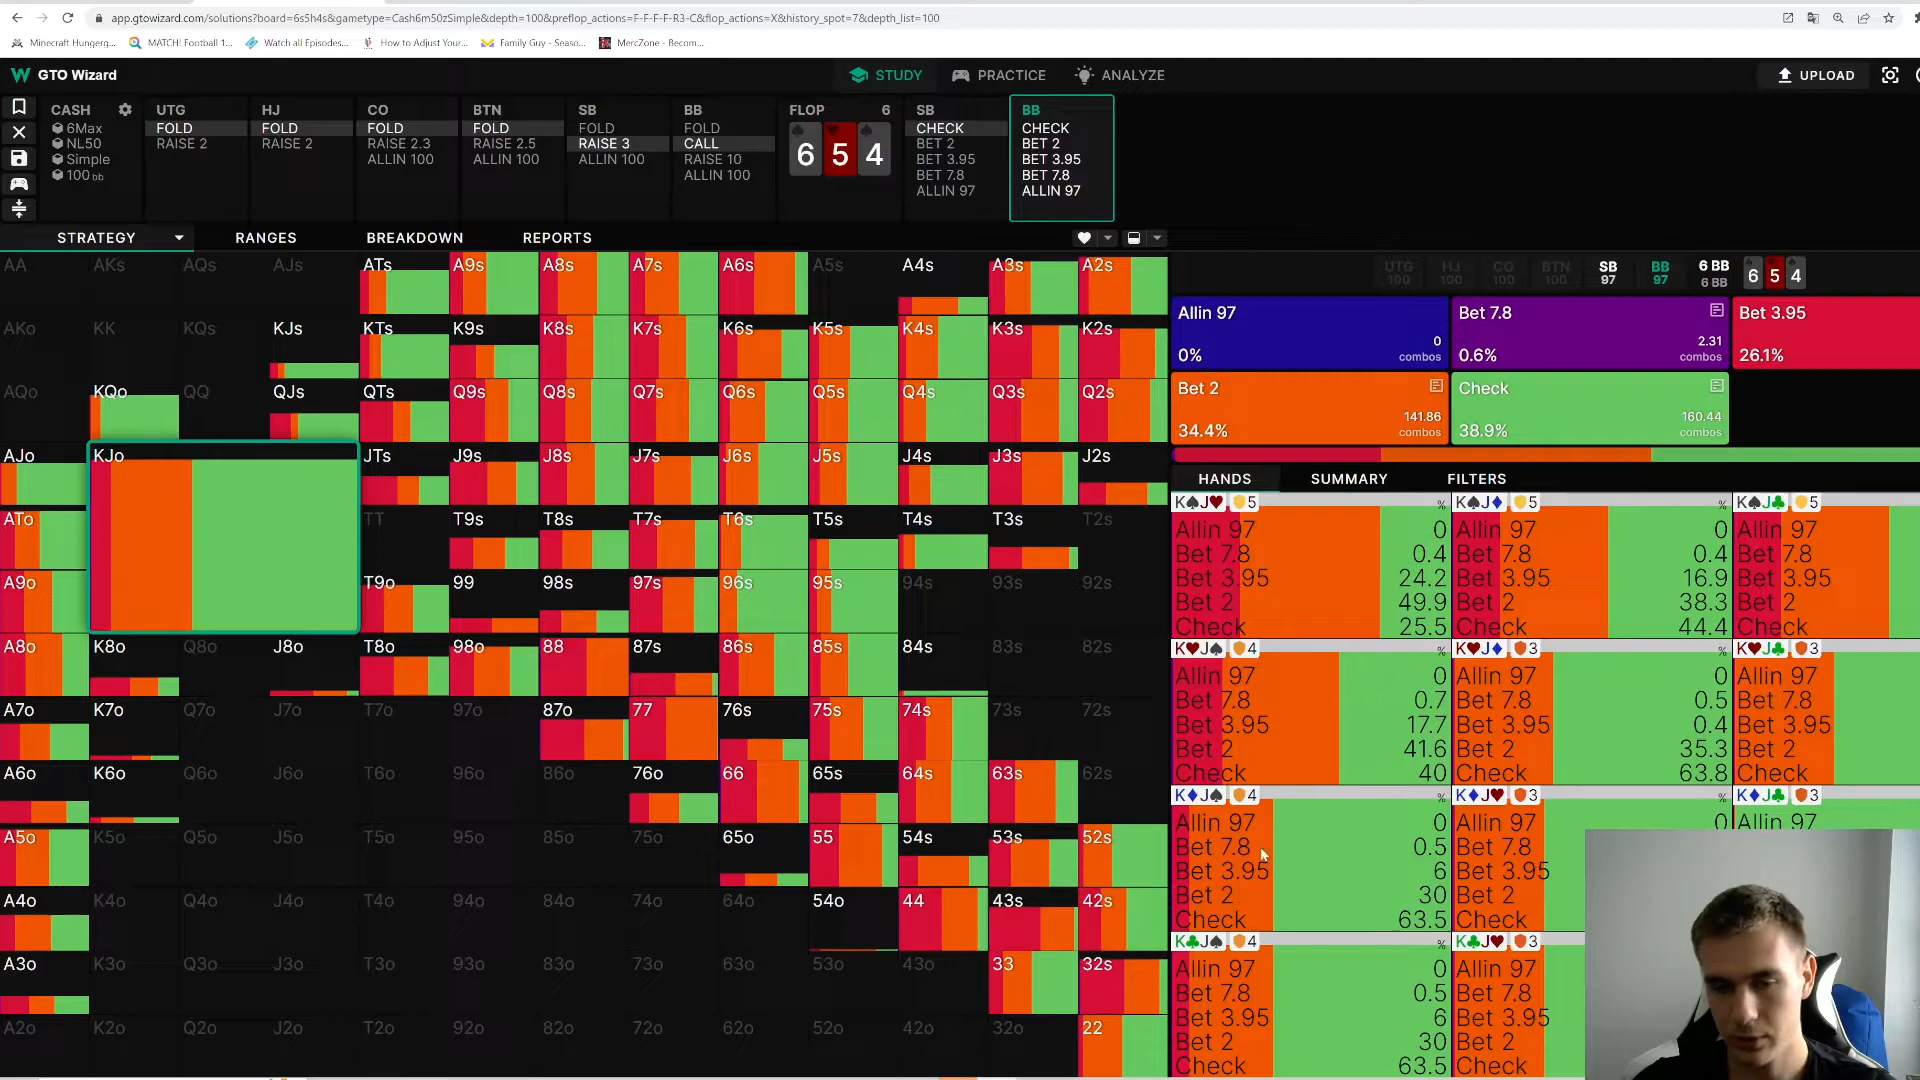 app.gtowizard.com/solutions?board=6s5h4s&gametype=Cash6m50zSimple&depth=100&preflop_actions=F-F-F-F-R3-C&flop_actions=X&history_spot=7&depth_list=100
Minecraft Hungerg... MATCH! Football 1... Watch all Episodes... How to Adjust Your... Family Guy - Seaso... MercZone - Becom...
W GTO Wizard STUDY PRACTICE ANALYZE UPLOAD
CASH
6Max
NL50
Simple
100 bb
UTG
FOLD
RAISE 2
HJ
FOLD
RAISE 2
CO
FOLD
RAISE 2.3
ALLIN 100
BTN
FOLD
RAISE 2.5
ALLIN 100
SB
FOLD
RAISE 3
ALLIN 100
BB
FOLD
CALL
RAISE 10
ALLIN 100
FLOP 6
6 5 4
SB
CHECK
BET 2
BET 3.95
BET 7.8
ALLIN 97
BB
CHECK
BET 2
BET 3.95
BET 7.8
ALLIN 97
STRATEGY RANGES BREAKDOWN REPORTS
AA AKs AQs AJs ATs A9s A8s A7s A6s A5s A4s A3s A2s
AKo KK KQs KJs KTs K9s K8s K7s K6s K5s K4s K3s K2s
AQo KQo QQ QJs QTs Q9s Q8s Q7s Q6s Q5s Q4s Q3s Q2s
AJo KJo JTs J9s J8s J7s J6s J5s J4s J3s J2s
ATo TT T9s T8s T7s T6s T5s T4s T3s T2s
A9o T9o 99 98s 97s 96s 95s 94s 93s 92s
A8o K8o Q8o J8o T8o 98o 88 87s 86s 85s 84s 83s 82s
A7o K7o Q7o J7o T7o 97o 87o 77 76s 75s 74s 73s 72s
A6o K6o Q6o J6o T6o 96o 86o 76o 66 65s 64s 63s 62s
A5o K5o Q5o J5o T5o 95o 85o 75o 65o 55 54s 53s 52s
A4o K4o Q4o J4o T4o 94o 84o 74o 64o 54o 44 43s 42s
A3o K3o Q3o J3o T3o 93o 83o 73o 63o 53o 43o 33 32s
A2o K2o Q2o J2o T2o 92o 82o 72o 62o 52o 42o 32o 22
UTG 100 HJ 100 CO 100 BTN 100 SB 97 BB 97 6 BB 6 BB 6 5 4
Allin 97
0
0% combos
Bet 7.8
2.31
0.6% combos
Bet 3.95
26.1%
Bet 2
141.86
34.4% combos
Check
160.44
38.9% combos
HANDS SUMMARY FILTERS
K♠J♥ 5 %
Allin 97 0
Bet 7.8 0.4
Bet 3.95 24.2
Bet 2 49.9
Check 25.5
K♠J♦ 5 %
Allin 97 0
Bet 7.8 0.4
Bet 3.95 16.9
Bet 2 38.3
Check 44.4
K♠J♣ 5
Allin 97
Bet 7.8
Bet 3.95
Bet 2
Check
K♥J♠ 4 %
Allin 97 0
Bet 7.8 0.7
Bet 3.95 17.7
Bet 2 41.6
Check 40
K♥J♦ 3 %
Allin 97 0
Bet 7.8 0.5
Bet 3.95 0.4
Bet 2 35.3
Check 63.8
K♥J♣ 3
Allin 97
Bet 7.8
Bet 3.95
Bet 2
Check
K♦J♠ 4 %
Allin 97 0
Bet 7.8 0.5
Bet 3.95 6
Bet 2 30
Check 63.5
K♦J♥ 3 %
Allin 97 0
Bet 7.8
Bet 3.95
Bet 2
Check
K♦J♣ 3
Allin 97
K♣J♠ 4 %
Allin 97 0
Bet 7.8 0.5
Bet 3.95 6
Bet 2 30
Check 63.5
K♣J♥ 3
Allin 97
Bet 7.8
Bet 3.95
Bet 2
Check